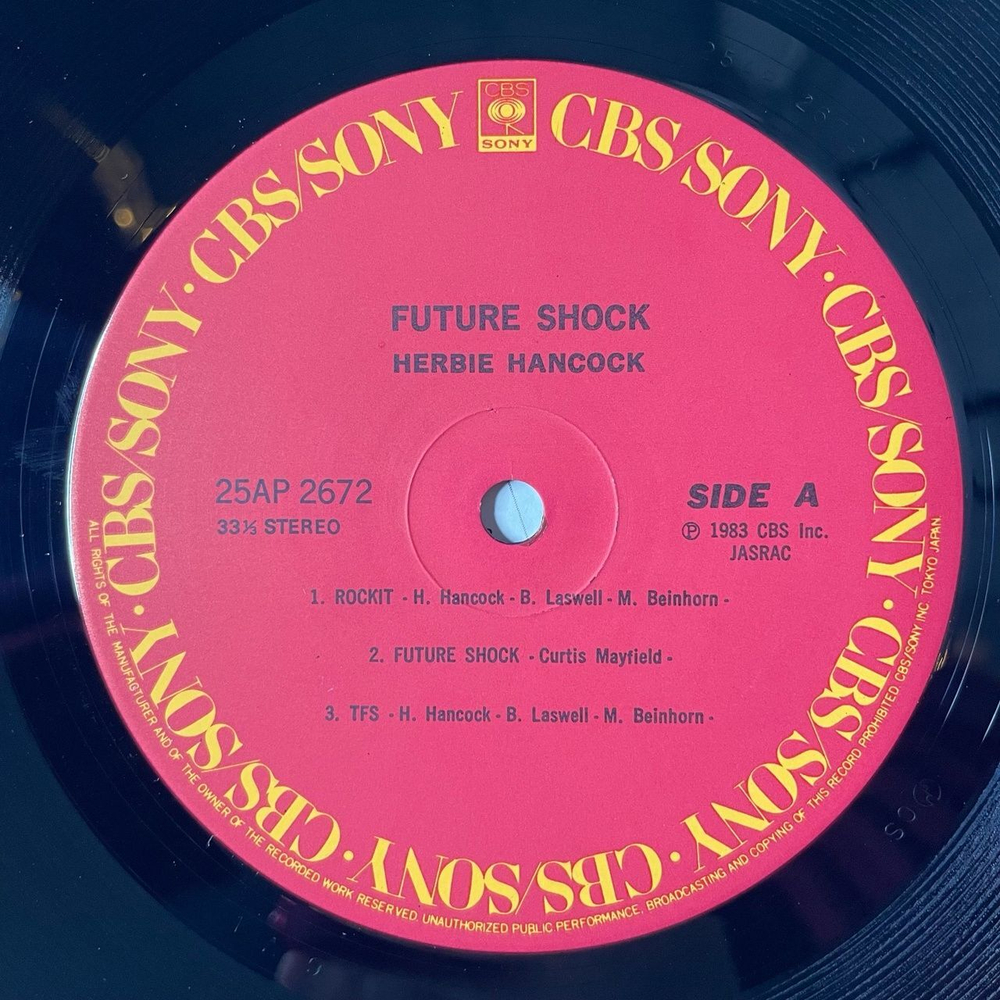 CBS
SONY
CBS/SONY · CBS/SONY · CBS/SONY · CBS/SONY · CBS/SONY · CBS/SONY · CBS/SONY · CBS/SONY · CBS/SONY
FUTURE SHOCK
HERBIE HANCOCK
25AP 2672
33⅓ STEREO
SIDE A
Ⓟ 1983 CBS Inc.
JASRAC
1. ROCKIT - H. Hancock - B. Laswell - M. Beinhorn -
2. FUTURE SHOCK - Curtis Mayfield -
3. TFS - H. Hancock - B. Laswell - M. Beinhorn -
ALL RIGHTS OF THE MANUFACTURER AND OF THE OWNER OF THE RECORDED WORK RESERVED. UNAUTHORIZED PUBLIC PERFORMANCE, BROADCASTING AND COPYING OF THIS RECORD PROHIBITED CBS/SONY INC TOKYO JAPAN